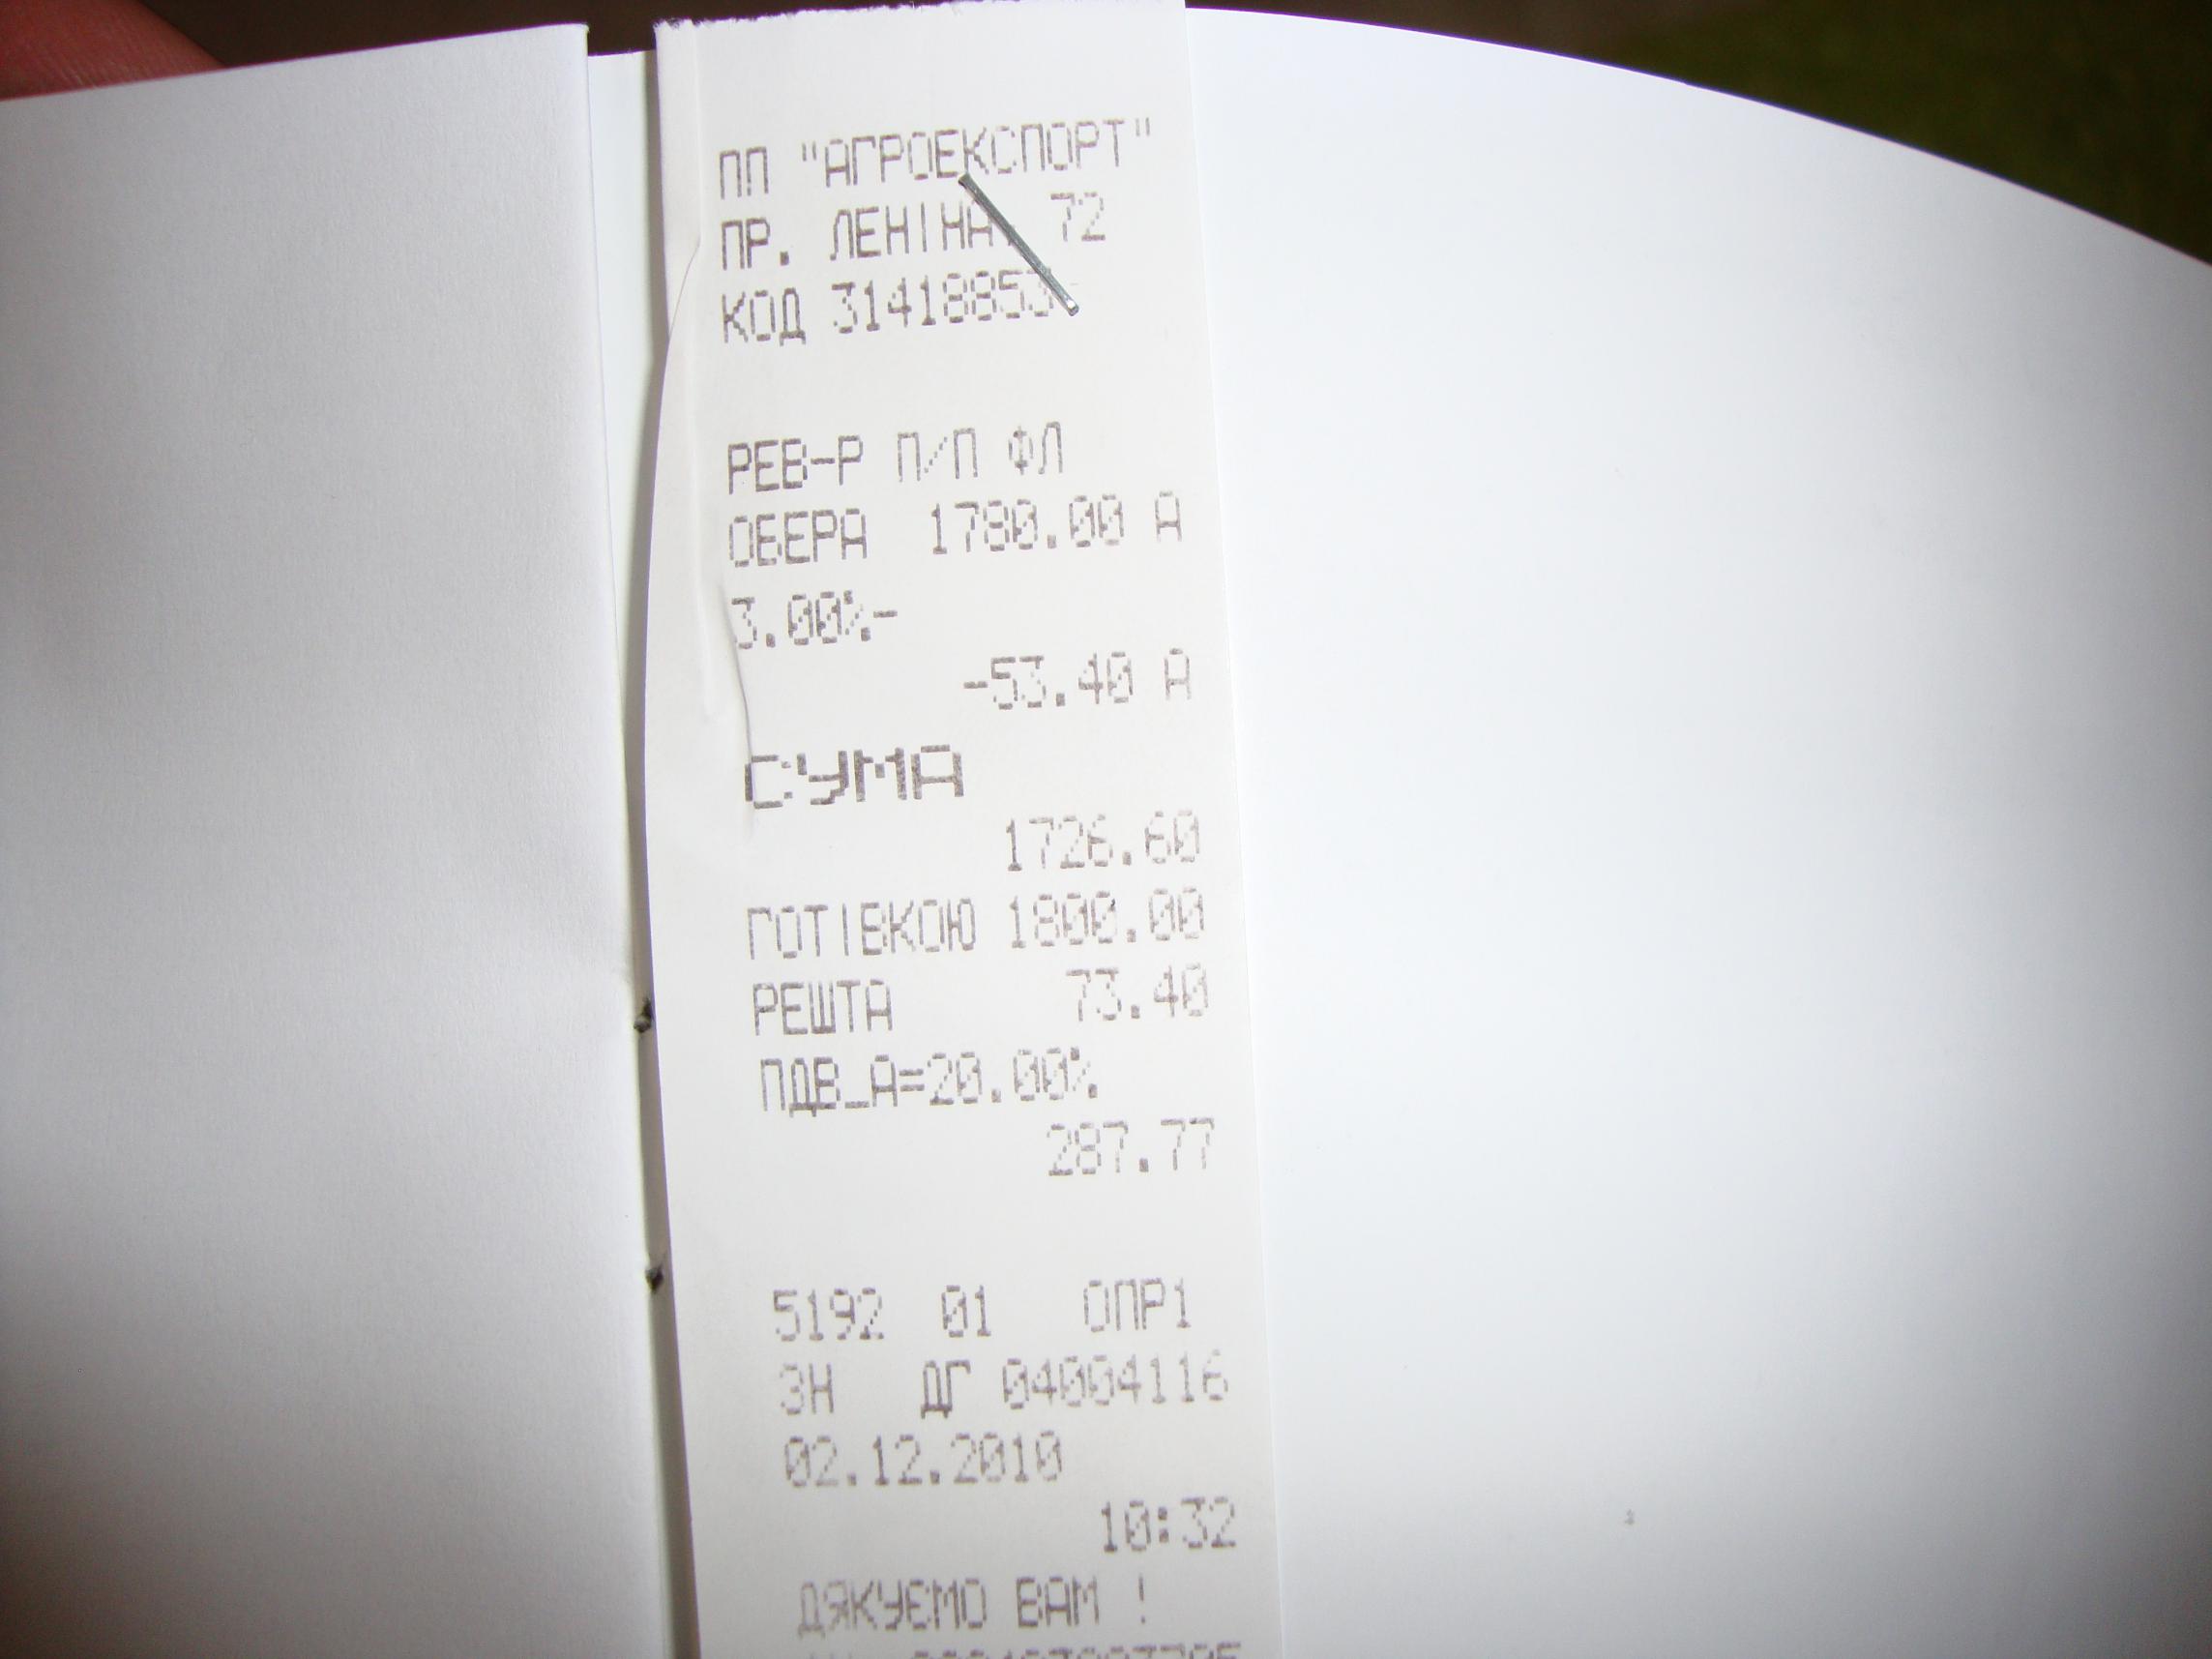 ПП "АГРОЕКСПОРТ"
ПР. ЛЕНІНА, 72
КОД 31418853
РЕВ-Р П/П ФЛ
ОБЕРА 1780.00 А
3.00%-
-53.40 А
СУМА
1726.60
ГОТІВКОЮ 1800.00
РЕШТА 73.40
ПДВ_А=20.00%
287.77
5192 01 ОПР1
ЗН ДГ 04004116
02.12.2010
10:32
ДЯКУЄМО ВАМ !